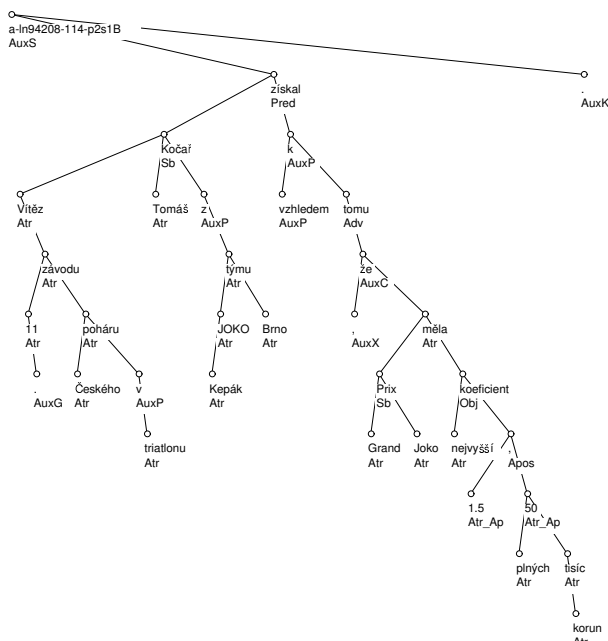 a-ln94208-114-p2s1B
AuxS
získal
Pred
.
AuxK
Kočař
Sb
k
AuxP
Vítěz
Atr
Tomáš
Atr
z
AuxP
vzhledem
AuxP
tomu
Adv
závodu
Atr
týmu
Atr
že
AuxC
11
Atr
poháru
Atr
JOKO
Atr
Brno
Atr
,
AuxX
měla
Atr
.
AuxG
Českého
Atr
v
AuxP
Kepák
Atr
Prix
Sb
koeficient
Obj
triatlonu
Atr
Grand
Atr
Joko
Atr
nejvyšší
Atr
,
Apos
1.5
Atr_Ap
50
Atr_Ap
plných
Atr
tisíc
Atr
korun
Atr